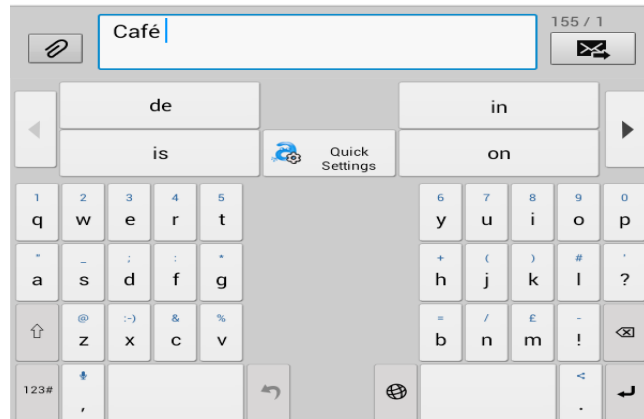 155 / 1
Café
de in
is Quick Settings on
1 2 3 4 5 6 7 8 9 0
q w e r t y u i o p
" _ ; : * + ( ) # '
a s d f g h j k l ?
@ :-) & % = / £ -
z x c v b n m !
123# , .